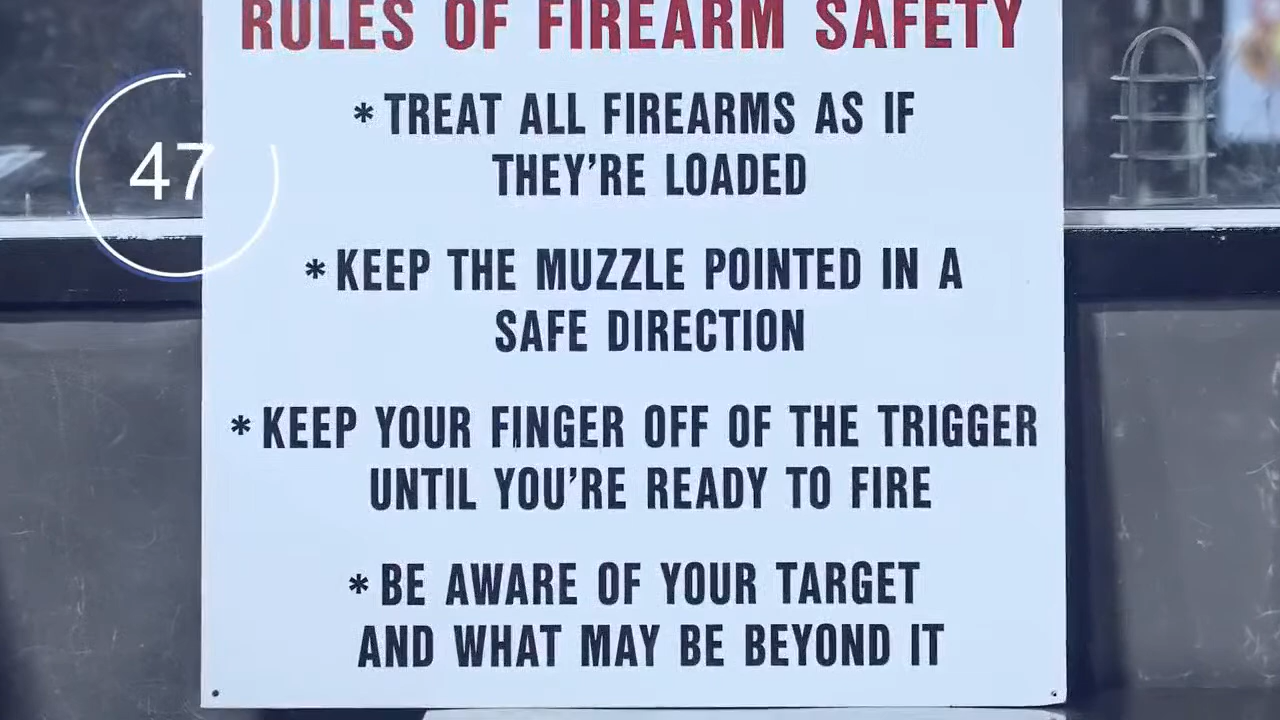 RULES OF FIREARM SAFETY
47
* TREAT ALL FIREARMS AS IF
THEY'RE LOADED
* KEEP THE MUZZLE POINTED IN A
SAFE DIRECTION
* KEEP YOUR FINGER OFF OF THE TRIGGER
UNTIL YOU'RE READY TO FIRE
* BE AWARE OF YOUR TARGET
AND WHAT MAY BE BEYOND IT